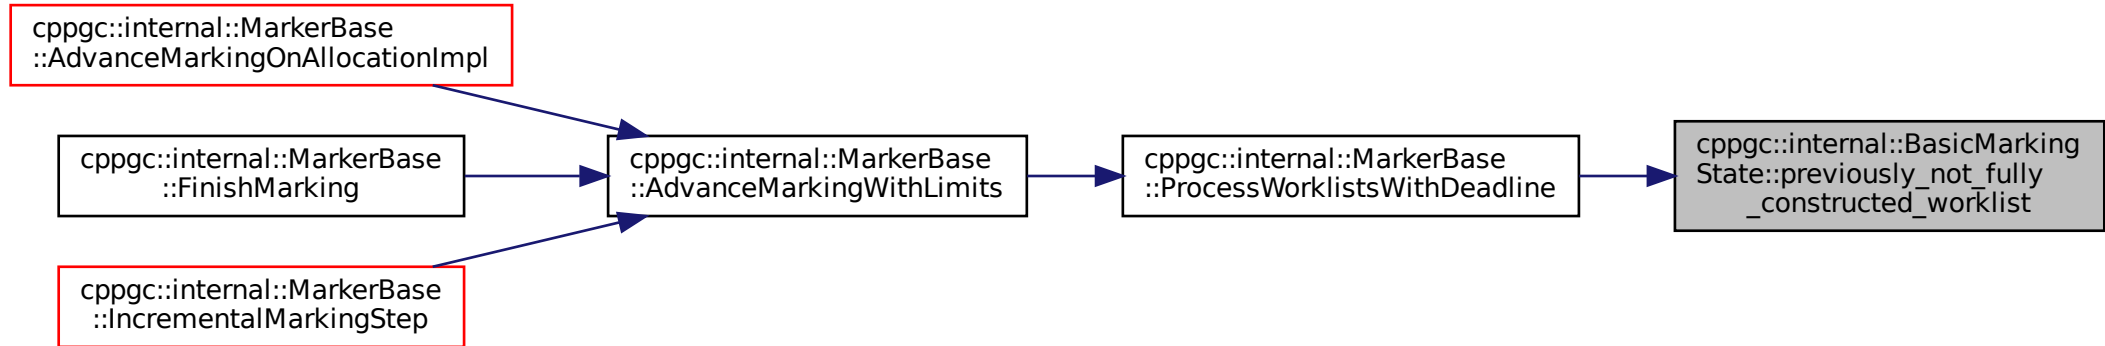 cppgc::internal::MarkerBase
::AdvanceMarkingOnAllocationImpl
cppgc::internal::MarkerBase
::FinishMarking
cppgc::internal::MarkerBase
::IncrementalMarkingStep
cppgc::internal::MarkerBase
::AdvanceMarkingWithLimits
cppgc::internal::MarkerBase
::ProcessWorklistsWithDeadline
cppgc::internal::BasicMarking
State::previously_not_fully
_constructed_worklist